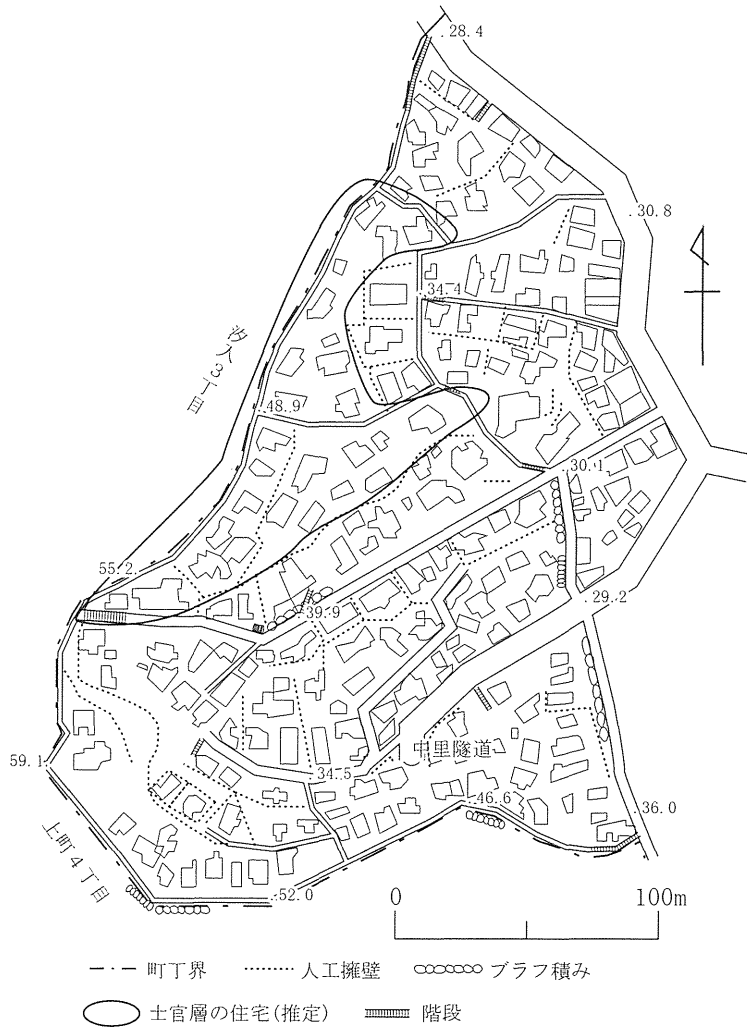 .28.4
.30.8
.34.4
汐入3丁目
.48.9
.30.1
55.2.
.39.9
.29.2
59.1
中里隧道
.34.5
.46.6
.36.0
上町4丁目
.52.0
0 100m
町丁界 人工擁壁 ブラフ積み
士官層の住宅(推定) 階段